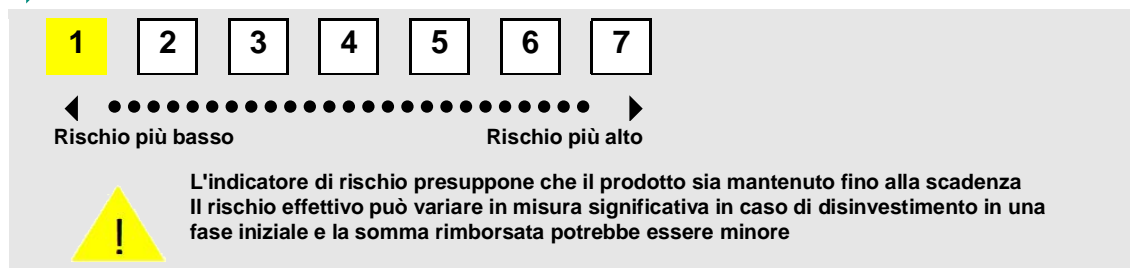 1 2 3 4 5 6 7
Rischio più basso Rischio più alto
L'indicatore di rischio presuppone che il prodotto sia mantenuto fino alla scadenza
Il rischio effettivo può variare in misura significativa in caso di disinvestimento in una
fase iniziale e la somma rimborsata potrebbe essere minore
!